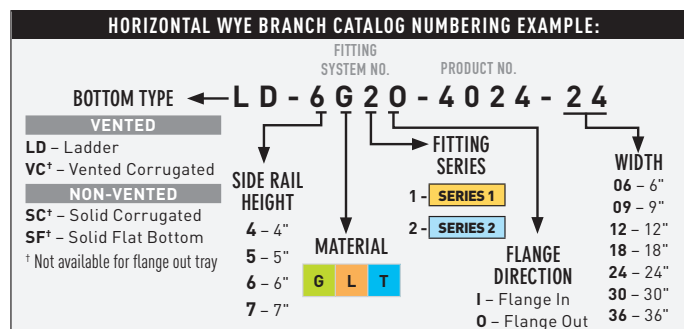 HORIZONTAL WYE BRANCH CATALOG NUMBERING EXAMPLE:
FITTING
SYSTEM NO.
PRODUCT NO.
BOTTOM TYPE
LD-6G2O-4024-24
VENTED
LD – Ladder
VC† – Vented Corrugated
NON-VENTED
SC† – Solid Corrugated
SF† – Solid Flat Bottom
† Not available for flange out tray
SIDE RAIL
HEIGHT
4 – 4"
5 – 5"
6 – 6"
7 – 7"
MATERIAL
G L T
FITTING
SERIES
1 - SERIES 1
2 - SERIES 2
FLANGE
DIRECTION
I – Flange In
O – Flange Out
WIDTH
06 – 6"
09 – 9"
12 – 12"
18 – 18"
24 – 24"
30 – 30"
36 – 36"